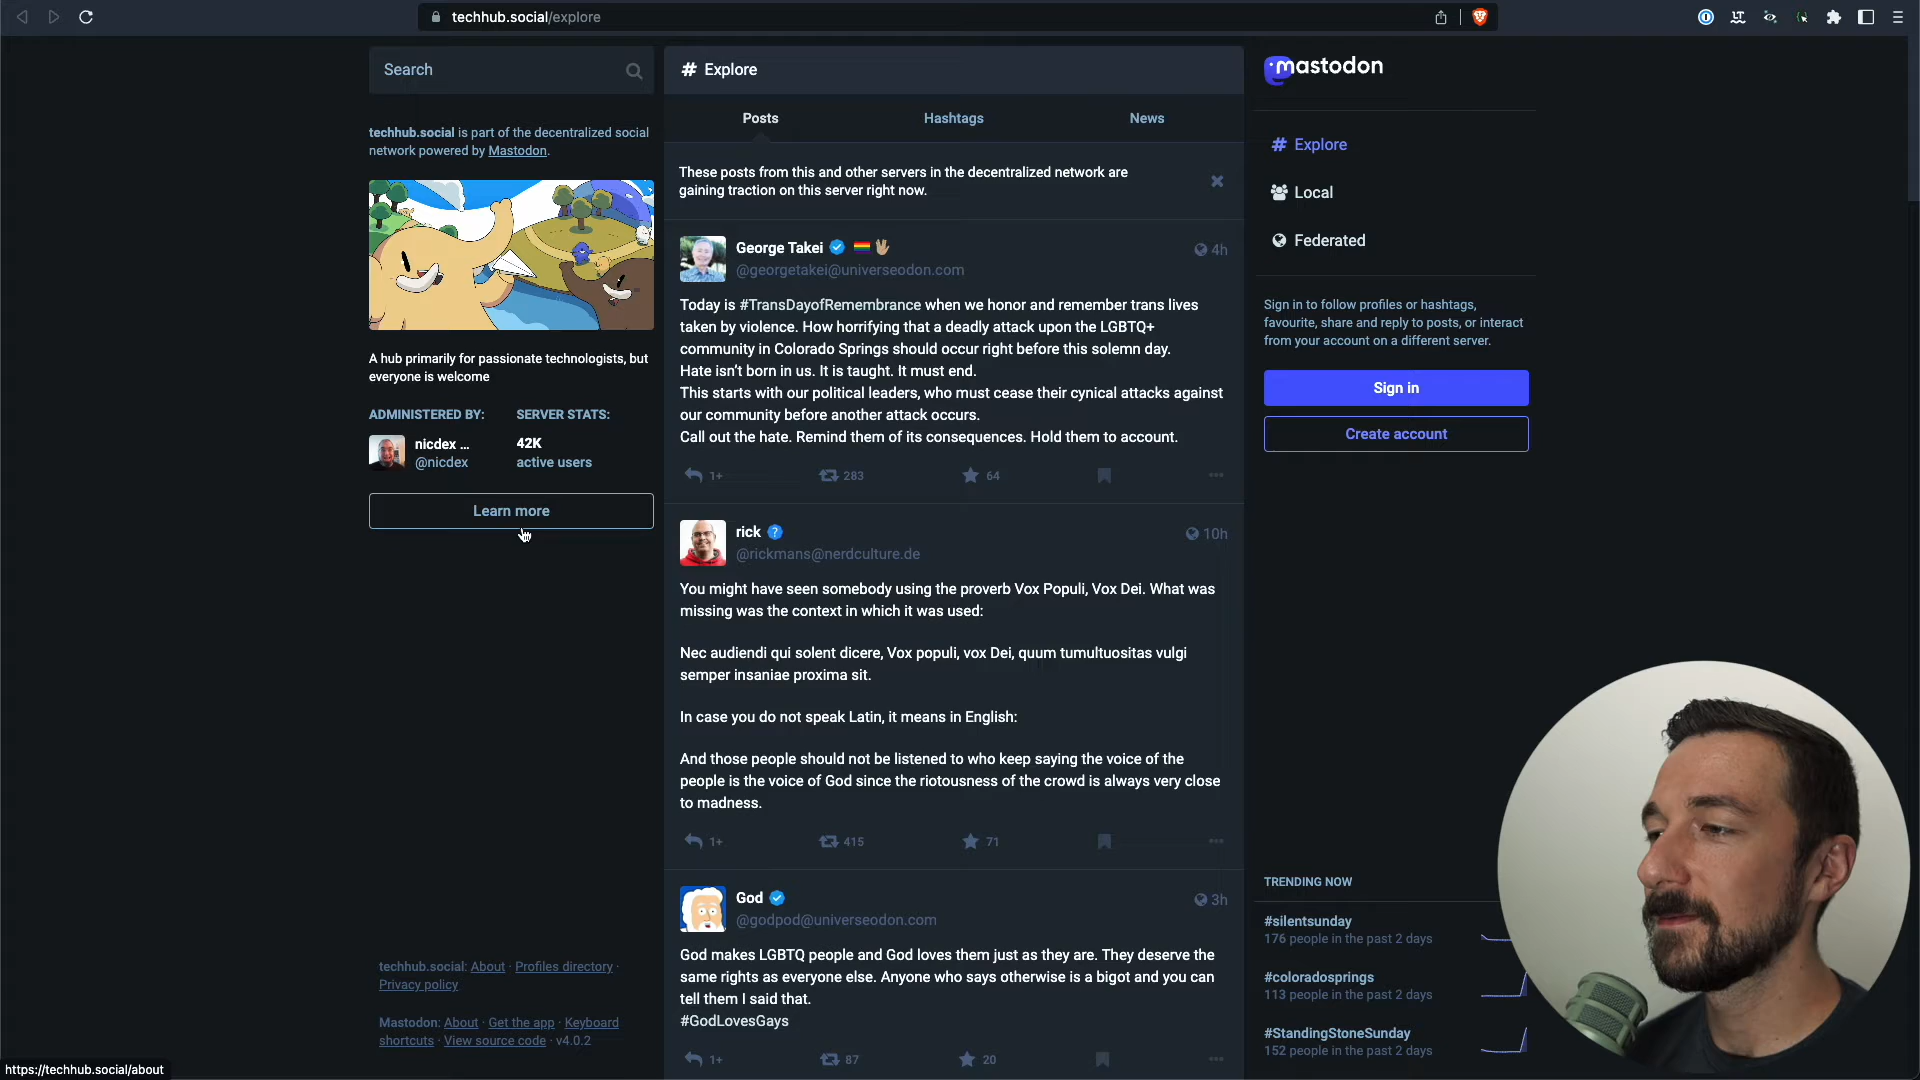 techhub.social/explore
Search
techhub.social is part of the decentralized social
network powered by Mastodon.
A hub primarily for passionate technologists, but
everyone is welcome
ADMINISTERED BY:
nicdex ...
@nicdex
SERVER STATS:
42K
active users
Learn more
techhub.social: About · Profiles directory ·
Privacy policy
Mastodon: About · Get the app · Keyboard
shortcuts · View source code · v4.0.2
https://techhub.social/about
# Explore
Posts
Hashtags
News
These posts from this and other servers in the decentralized network are
gaining traction on this server right now.
George Takei
4h
@georgetakei@universeodon.com
Today is #TransDayofRemembrance when we honor and remember trans lives
taken by violence. How horrifying that a deadly attack upon the LGBTQ+
community in Colorado Springs should occur right before this solemn day.
Hate isn't born in us. It is taught. It must end.
This starts with our political leaders, who must cease their cynical attacks against
our community before another attack occurs.
Call out the hate. Remind them of its consequences. Hold them to account.
1+ 283 64
rick
10h
@rickmans@nerdculture.de
You might have seen somebody using the proverb Vox Populi, Vox Dei. What was
missing was the context in which it was used:
Nec audiendi qui solent dicere, Vox populi, vox Dei, quum tumultuositas vulgi
semper insaniae proxima sit.
In case you do not speak Latin, it means in English:
And those people should not be listened to who keep saying the voice of the
people is the voice of God since the riotousness of the crowd is always very close
to madness.
1+ 415 71
God
3h
@godpod@universeodon.com
God makes LGBTQ people and God loves them just as they are. They deserve the
same rights as everyone else. Anyone who says otherwise is a bigot and you can
tell them I said that.
#GodLovesGays
1+ 87 20
mastodon
# Explore
Local
Federated
Sign in to follow profiles or hashtags,
favourite, share and reply to posts, or interact
from your account on a different server.
Sign in
Create account
TRENDING NOW
#silentsunday
176 people in the past 2 days
#coloradosprings
113 people in the past 2 days
#StandingStoneSunday
152 people in the past 2 days